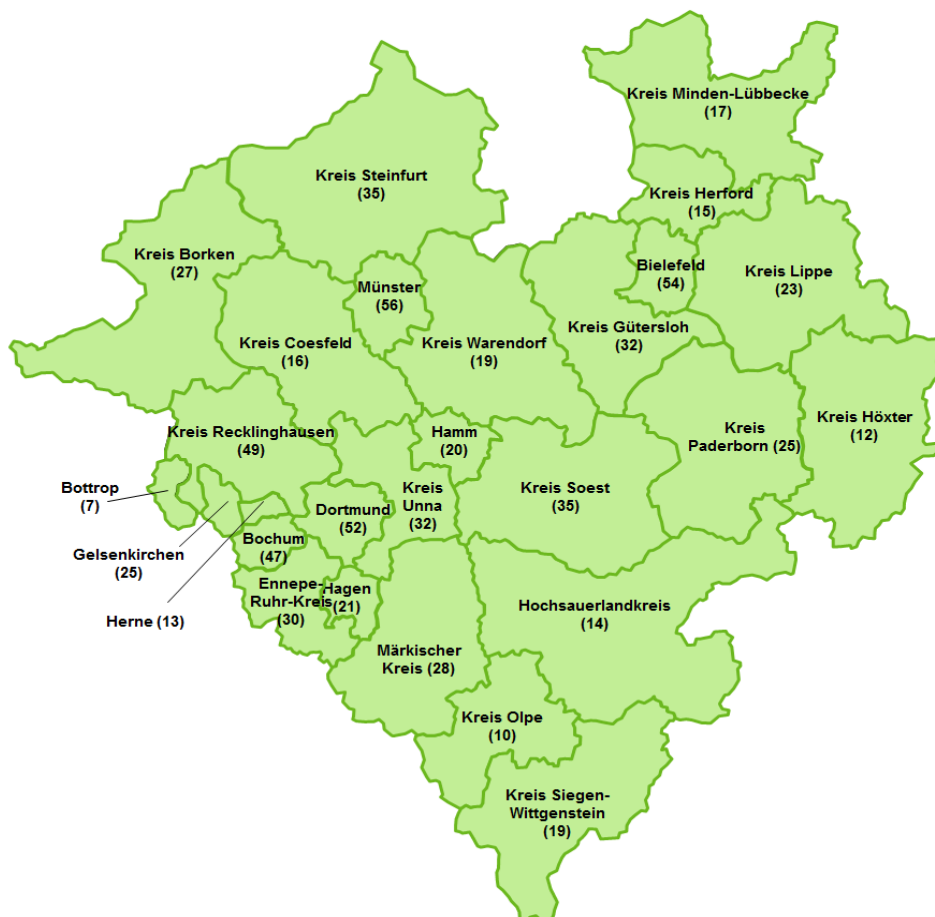 Kreis Minden-Lübbecke
(17)
Kreis Steinfurt
(35)
Kreis Herford
(15)
Kreis Borken
(27)
Bielefeld
(54)
Kreis Lippe
(23)
Münster
(56)
Kreis Gütersloh
(32)
Kreis Coesfeld
(16)
Kreis Warendorf
(19)
Kreis Höxter
(12)
Kreis
Paderborn (25)
Kreis Recklinghausen
(49)
Hamm
(20)
Bottrop
(7)
Kreis
Unna
(32)
Kreis Soest
(35)
Dortmund
(52)
Bochum
(47)
Gelsenkirchen
(25)
Ennepe-
Ruhr-Kreis
(30)
Hagen
(21)
Herne (13)
Hochsauerlandkreis
(14)
Märkischer
Kreis (28)
Kreis Olpe
(10)
Kreis Siegen-
Wittgenstein
(19)